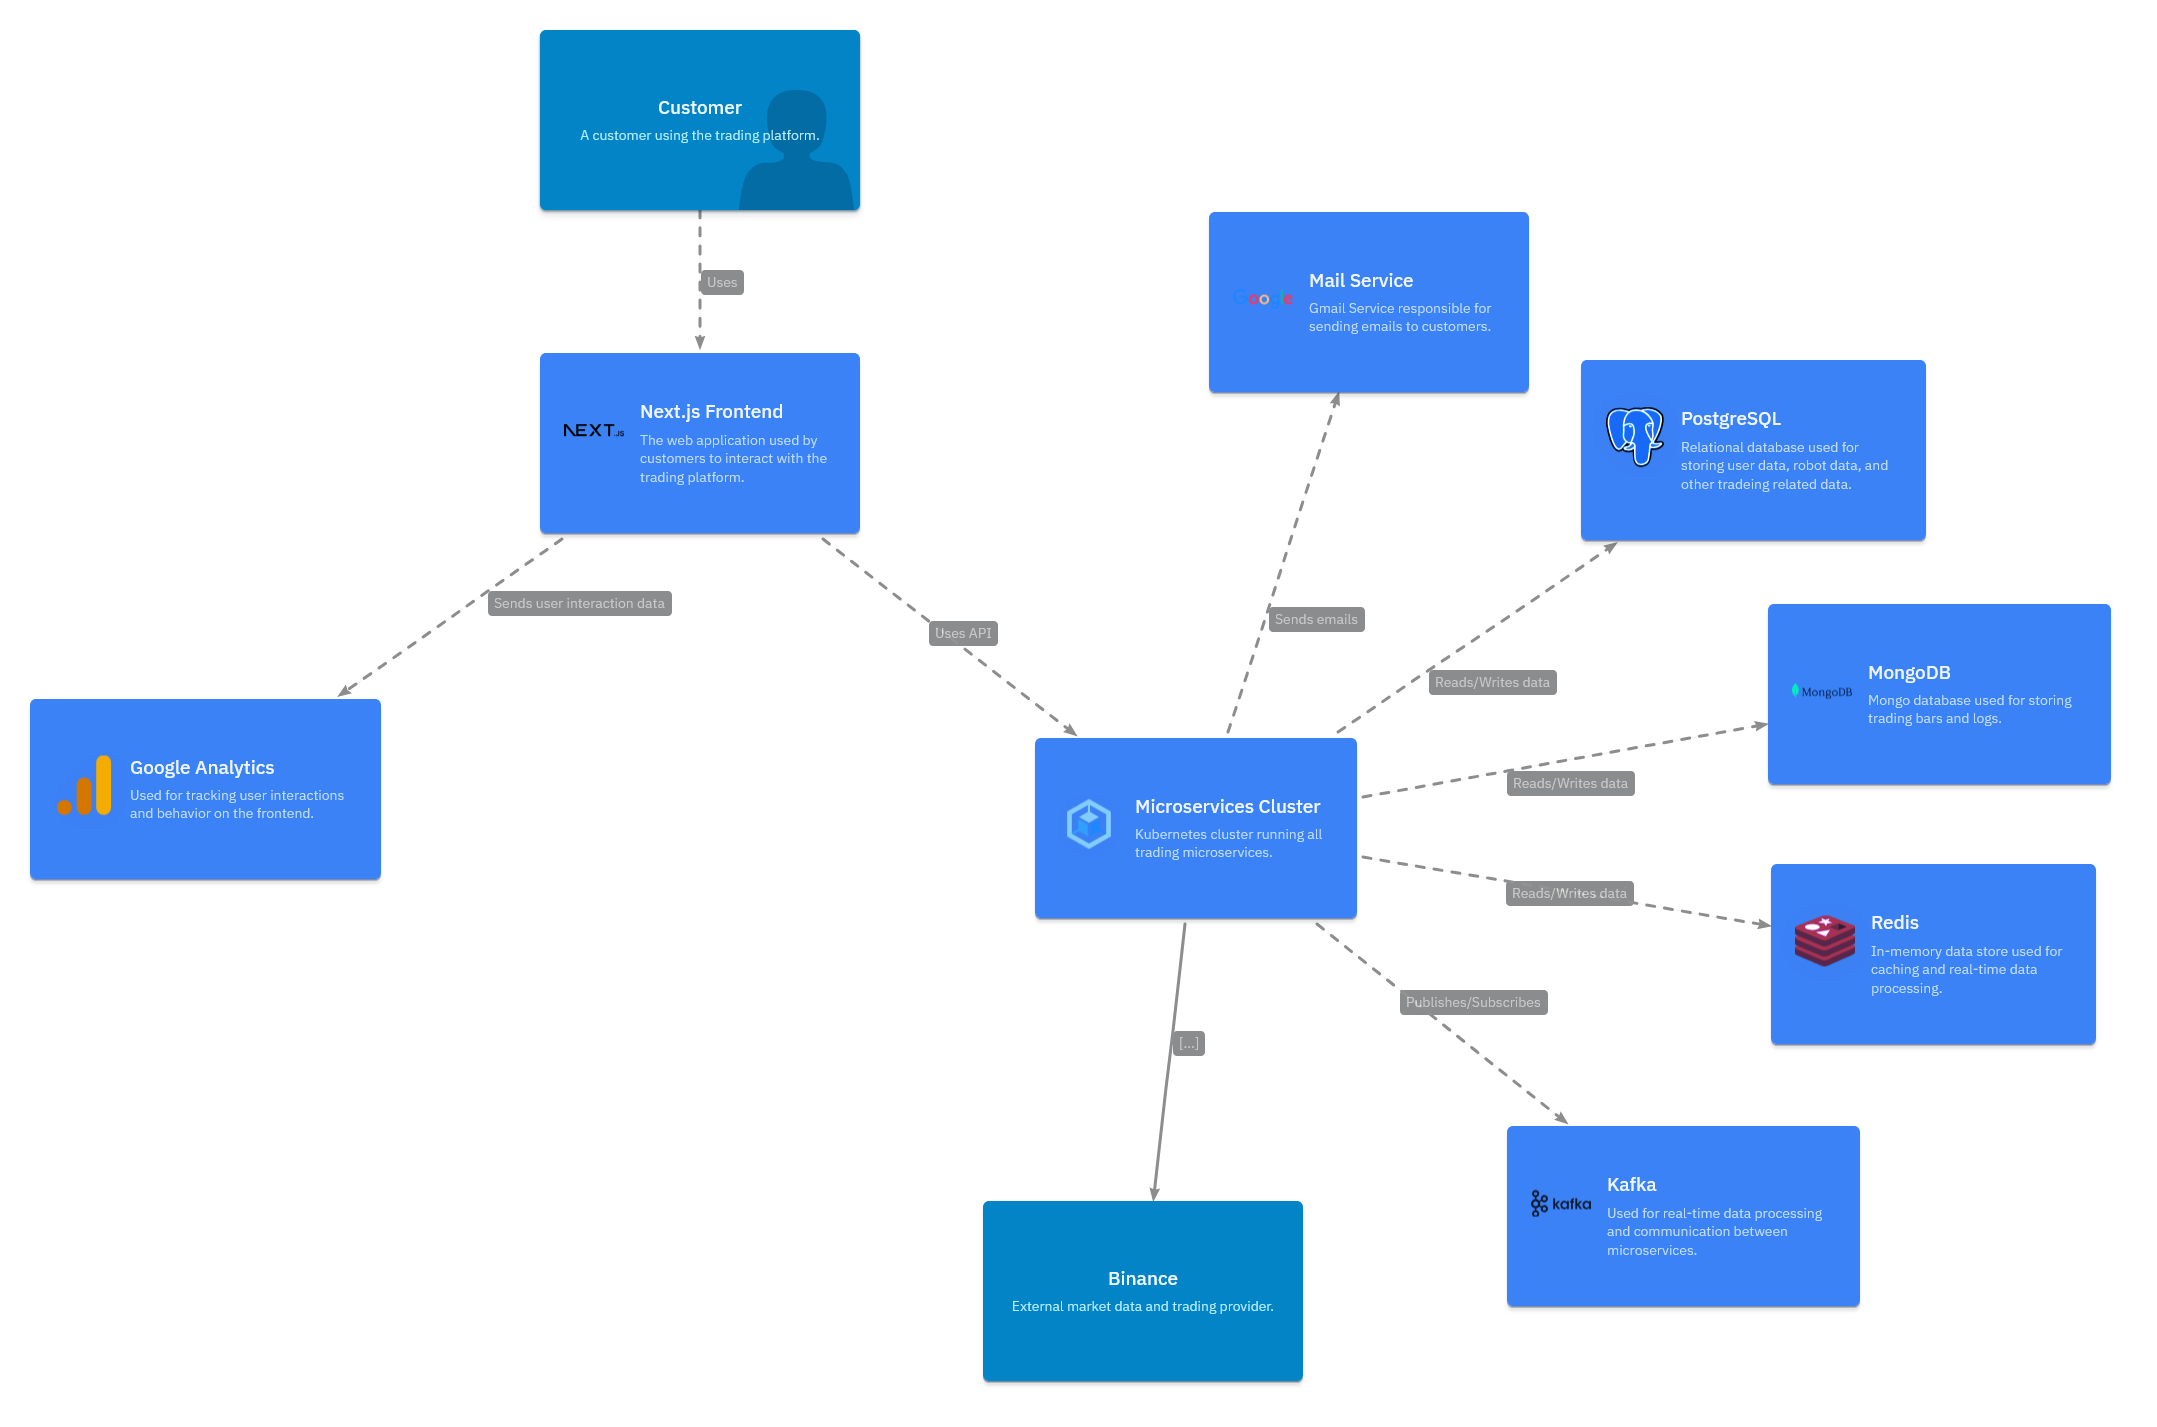 Customer
A customer using the trading platform.
Uses
Mail Service
Google
Gmail Service responsible for
sending emails to customers.
Next.js Frontend
NEXT.JS
The web application used by
customers to interact with the
trading platform.
PostgreSQL
Relational database used for
storing user data, robot data, and
other tradeing related data.
Sends user interaction data
Uses API
Sends emails
Reads/Writes data
MongoDB
MongoDB
Mongo database used for storing
trading bars and logs.
Google Analytics
Used for tracking user interactions
and behavior on the frontend.
Reads/Writes data
Microservices Cluster
Kubernetes cluster running all
trading microservices.
Reads/Writes data
Redis
In-memory data store used for
caching and real-time data
processing.
Publishes/Subscribes
[...]
Kafka
kafka
Used for real-time data processing
and communication between
microservices.
Binance
External market data and trading provider.